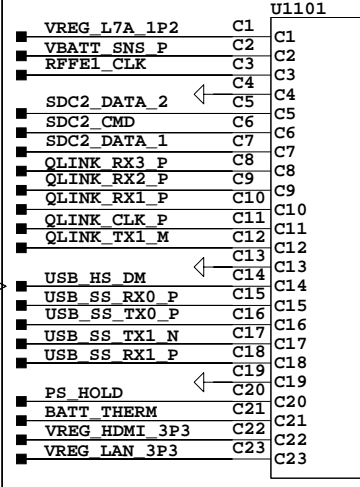 U1101
VREG_L7A_1P2 C1 C1
VBATT_SNS_P C2 C2
RFFE1_CLK C3 C3
C4 C4
SDC2_DATA_2 C5 C5
SDC2_CMD C6 C6
SDC2_DATA_1 C7 C7
QLINK_RX3_P C8 C8
QLINK_RX2_P C9 C9
QLINK_RX1_P C10 C10
QLINK_CLK_P C11 C11
QLINK_TX1_M C12 C12
C13 C13
USB_HS_DM C14 C14
USB_SS_RX0_P C15 C15
USB_SS_TX0_P C16 C16
USB_SS_TX1_N C17 C17
USB_SS_RX1_P C18 C18
C19 C19
PS_HOLD C20 C20
BATT_THERM C21 C21
VREG_HDMI_3P3 C22 C22
VREG_LAN_3P3 C23 C23